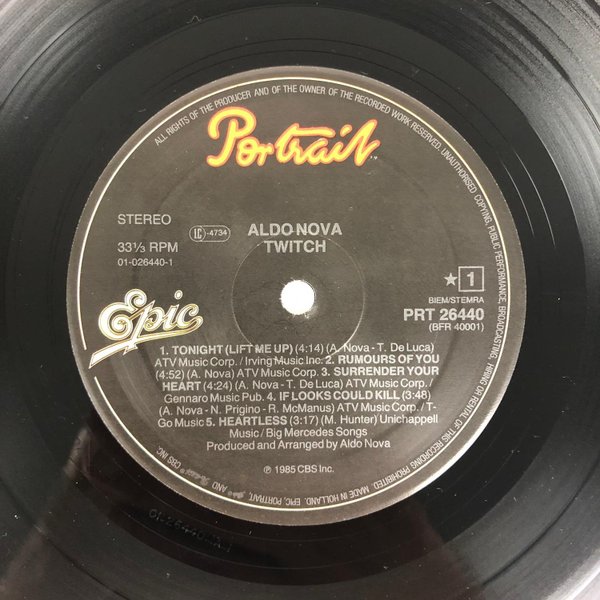 ALL RIGHTS OF THE PRODUCER AND OF THE OWNER OF THE RECORDED WORK RESERVED. UNAUTHORISED COPYING, PUBLIC PERFORMANCE, BROADCASTING, HIRING OR RENTAL OF THIS RECORDING PROHIBITED. MADE IN HOLLAND.
Portrait
STEREO
LC-4734
33⅓ RPM
01-026440-1
ALDO NOVA
TWITCH
★ 1
BIEM/STEMRA
PRT 26440
(BFR 40001)
Epic
1. TONIGHT (LIFT ME UP) (4:14) (A. Nova - T. De Luca)
ATV Music Corp. / Irving Music Inc. 2. RUMOURS OF YOU
(4:52) (A. Nova) ATV Music Corp. 3. SURRENDER YOUR
HEART (4:24) (A. Nova - T. De Luca) ATV Music Corp. /
Gennaro Music Pub. 4. IF LOOKS COULD KILL (3:48)
(A. Nova - N. Prigino - R. McManus) ATV Music Corp. / T-
Go Music 5. HEARTLESS (3:17) (M. Hunter) Unichappell
Music / Big Mercedes Songs
Produced and Arranged by Aldo Nova
℗ 1985 CBS Inc.
EPIC, PORTRAIT, AND CBS INC.